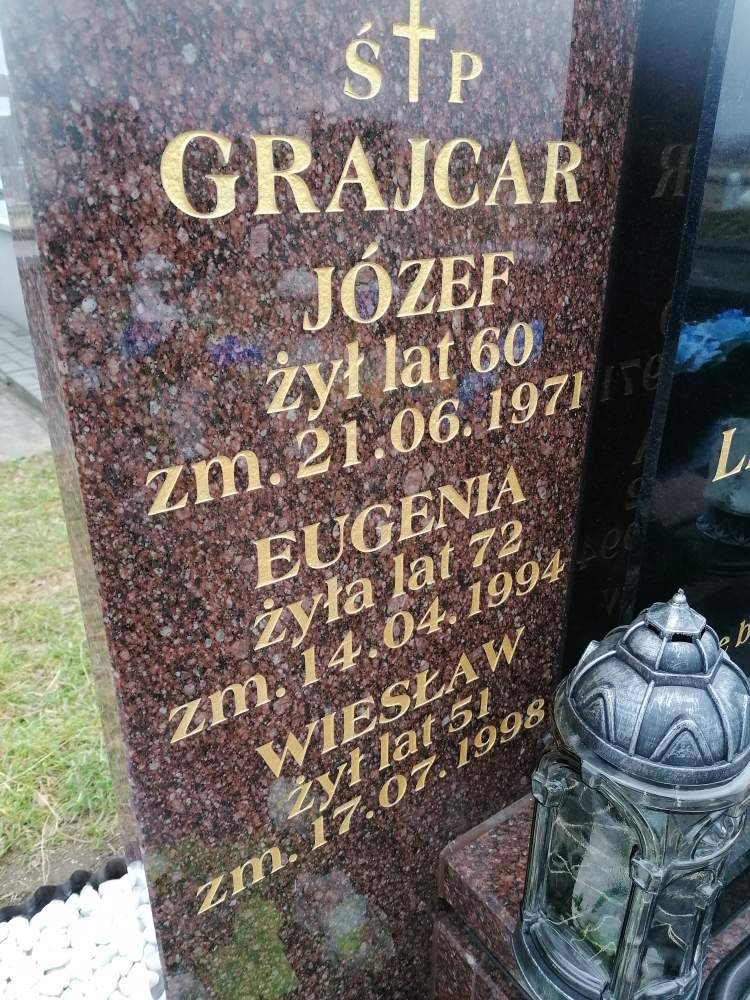 Ś P
GRAJCAR
JÓZEF
żył lat 60
zm. 21.06.1971
EUGENIA
żyła lat 72
zm. 14.04.1994
WIESŁAW
żył lat 51
zm. 17.07.1998